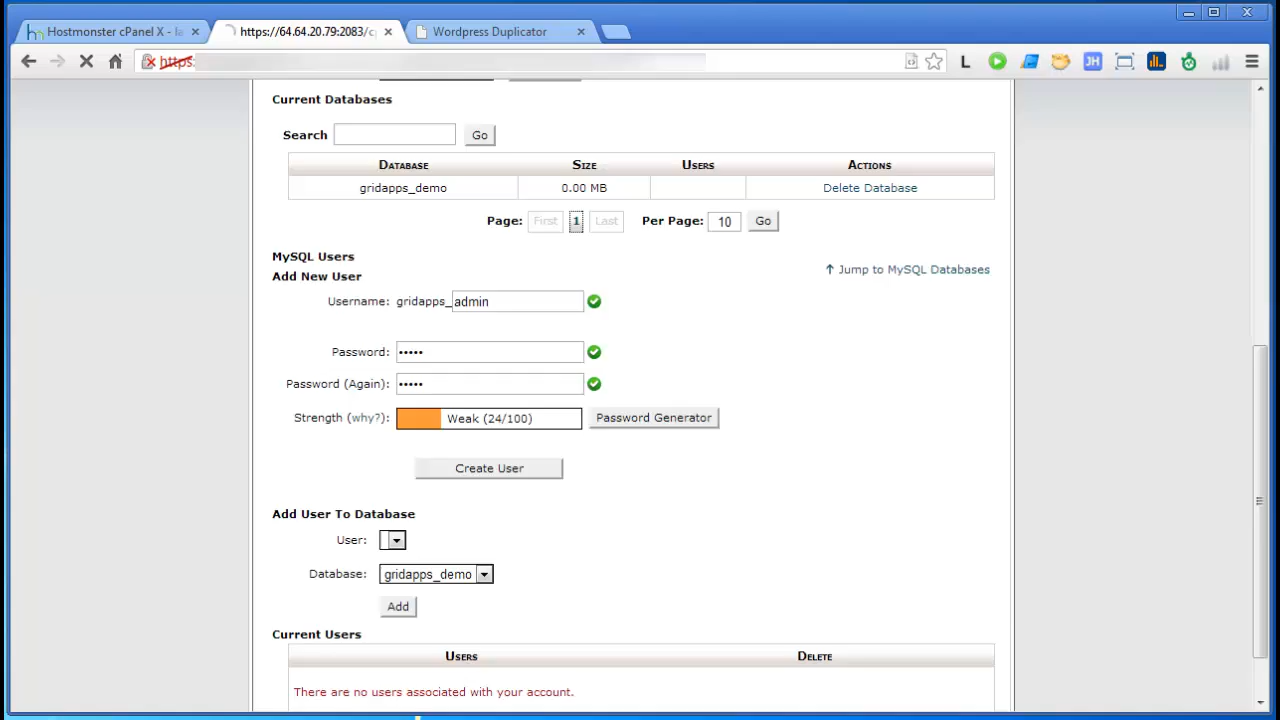 Hostmonster cPanel X - la
https://64.64.20.79:2083/c
Wordpress Duplicator
https:
L
JH
Current Databases
Search
Go
DATABASE SIZE USERS ACTIONS
gridapps_demo 0.00 MB Delete Database
Page: First 1 Last Per Page: 10 Go
MySQL Users
Add New User
↑ Jump to MySQL Databases
Username: gridapps_ admin
Password: •••••
Password (Again): •••••
Strength (why?): Weak (24/100) Password Generator
Create User
Add User To Database
User:
Database: gridapps_demo
Add
Current Users
USERS DELETE
There are no users associated with your account.